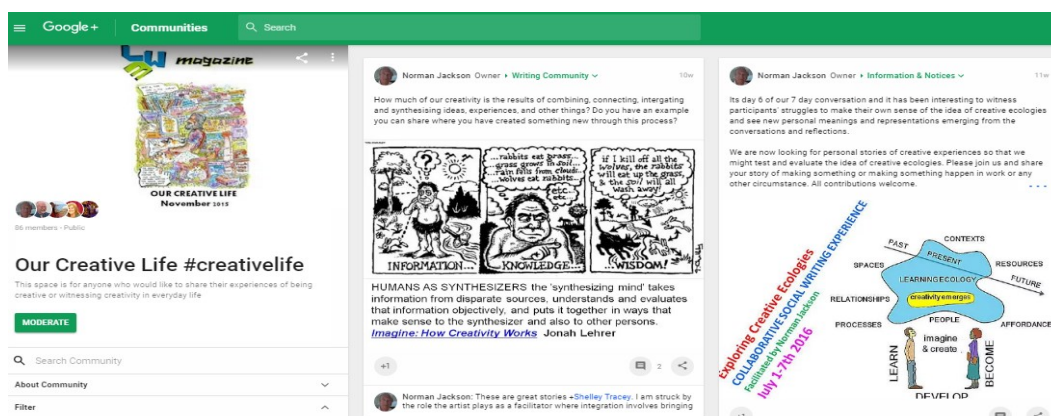 Google+
Communities
Search
magazine
OUR CREATIVE LIFE
November 2015
86 members - Public
Our Creative Life #creativelife
This space is for anyone who would like to share their experiences of being
creative or witnessing creativity in everyday life
MODERATE
Search Community
About Community
Filter
Norman Jackson Owner Writing Community
10w
How much of our creativity is the results of combining, connecting, intergating
and synthesising ideas, experiences, and other things? Do you have an example
you can share where you have created something new through this process?
...rabbits eat grass...
grass grows in soil...
rain falls from clouds..
wolves eat rabbits...
etc..
etc..
if I kill off all the
wolves, the rabbits
will eat up the grass,
& the soil will all
wash away!
INFORMATION...
KNOWLEDGE...
...WISDOM!
HUMANS AS SYNTHESIZERS the 'synthesizing mind' takes
information from disparate sources, understands and evaluates
that information objectively, and puts it together in ways that
make sense to the synthesizer and also to other persons.
Imagine: How Creativity Works Jonah Lehrer
+1
2
Norman Jackson: These are great stories +Shelley Tracey. I am struck by
the role the artist plays as a facilitator where integration involves bringing
Norman Jackson Owner Information & Notices
11w
Its day 6 of our 7 day conversation and it has been interesting to witness
participants' struggles to make their own sense of the idea of creative ecologies
and see new personal meanings and representations emerging from the
conversations and reflections.
We are now looking for personal stories of creative experiences so that we
might test and evaluate the idea of creative ecologies. Please join us and share
your story of making something or making something happen in work or any
other circumstance. All contributions welcome.
Exploring Creative Ecologies
COLLABORATIVE SOCIAL WRITING EXPERIENCE
Facilitated by Norman Jackson
July 1-7th 2016
PAST
PRESENT
FUTURE
CONTEXTS
SPACES
RESOURCES
LEARNING ECOLOGY
creativity emerges
RELATIONSHIPS
PEOPLE
AFFORDANCE
PROCESSES
imagine
& create
LEARN
BECOME
DEVELOP